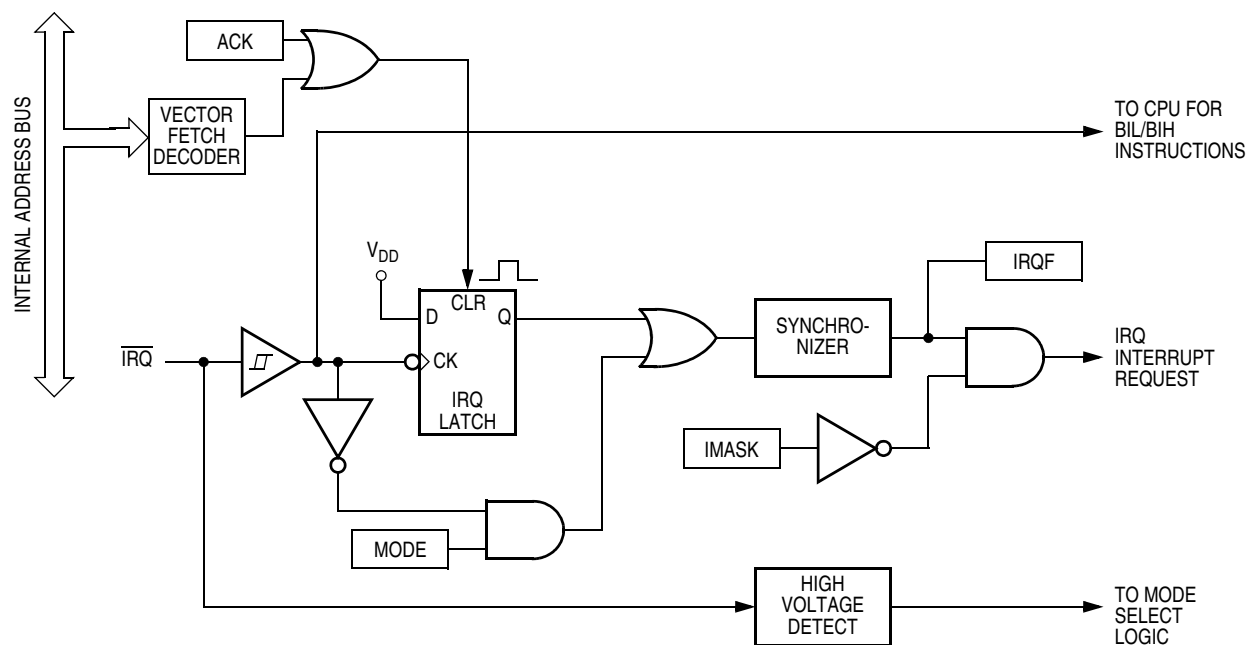 INTERNAL ADDRESS BUS
ACK
VECTOR
FETCH
DECODER
TO CPU FOR
BIL/BIH
INSTRUCTIONS
VDD
CLR
D
Q
CK
IRQ
LATCH
IRQ
SYNCHRO-
NIZER
IRQF
IRQ
INTERRUPT
REQUEST
IMASK
MODE
HIGH
VOLTAGE
DETECT
TO MODE
SELECT
LOGIC